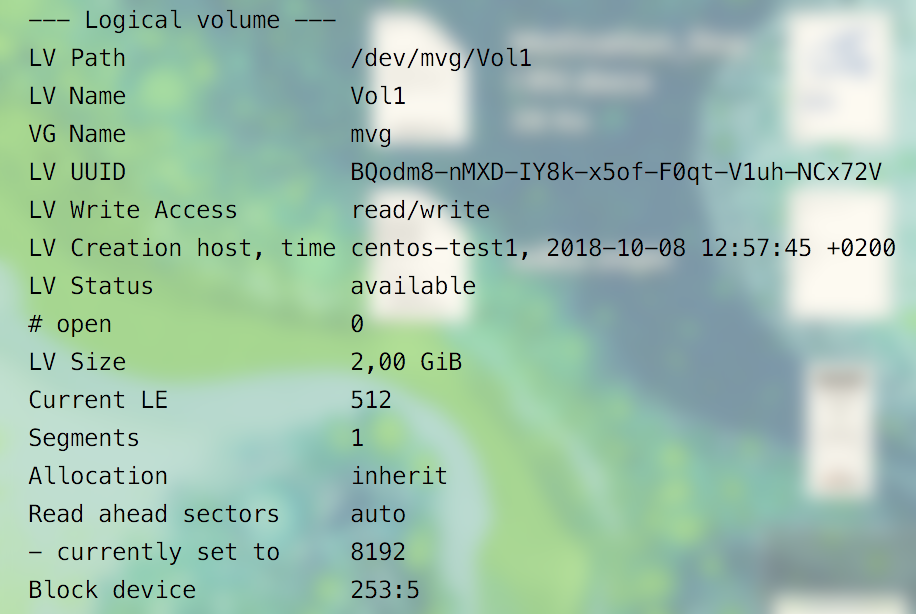 --- Logical volume ---
LV Path /dev/mvg/Vol1
LV Name Vol1
VG Name mvg
LV UUID BQodm8-nMXD-IY8k-x5of-F0qt-V1uh-NCx72V
LV Write Access read/write
LV Creation host, time centos-test1, 2018-10-08 12:57:45 +0200
LV Status available
# open 0
LV Size 2,00 GiB
Current LE 512
Segments 1
Allocation inherit
Read ahead sectors auto
- currently set to 8192
Block device 253:5